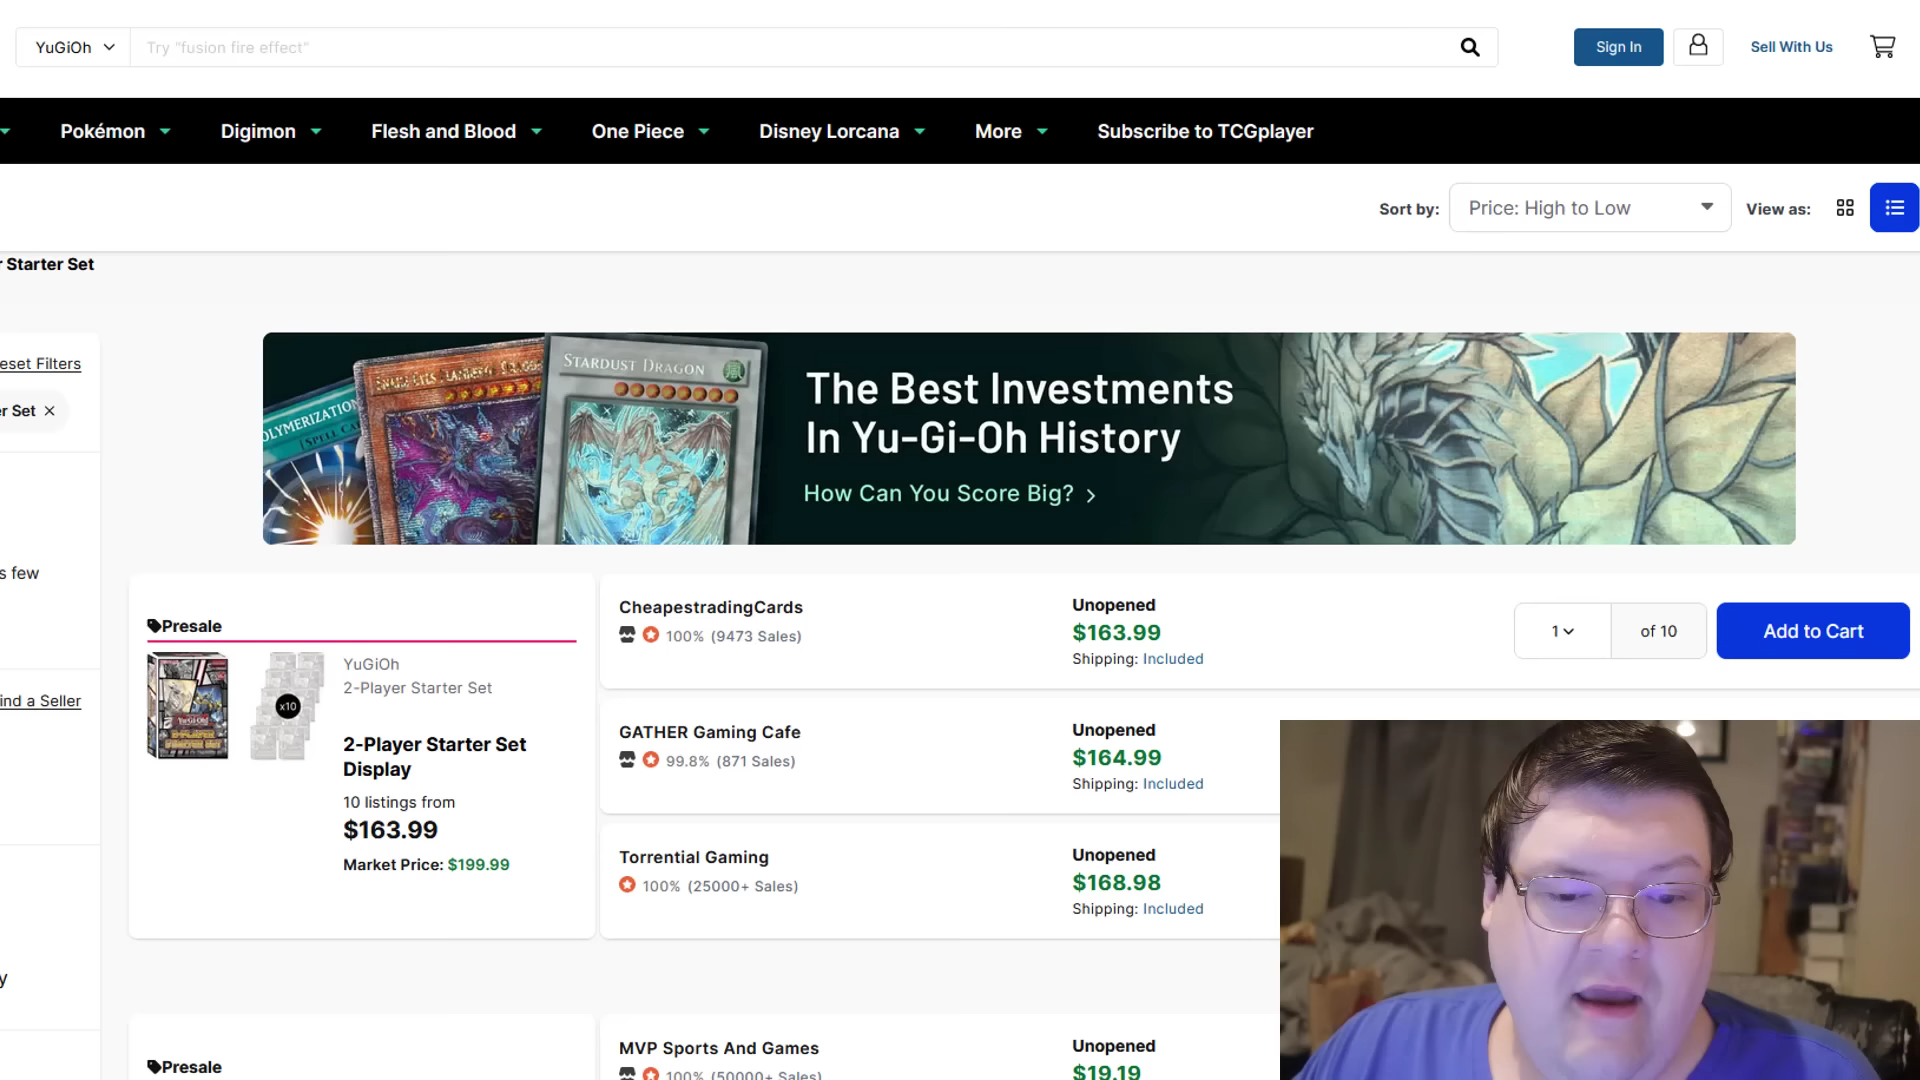 YuGiOh
Try "fusion fire effect"
Sign In
Sell With Us
Pokémon
Digimon
Flesh and Blood
One Piece
Disney Lorcana
More
Subscribe to TCGplayer
Sort by:
Price: High to Low
View as:
r Starter Set
eset Filters
er Set
s few
ind a Seller
y
STARDUST DRAGON
The Best Investments
In Yu-Gi-Oh History
How Can You Score Big?
Presale
YuGiOh
2-Player Starter Set
x10
2-Player Starter Set
Display
10 listings from
$163.99
Market Price: $199.99
CheapestradingCards
100% (9473 Sales)
Unopened
$163.99
Shipping: Included
1
of 10
Add to Cart
GATHER Gaming Cafe
99.8% (871 Sales)
Unopened
$164.99
Shipping: Included
Torrential Gaming
100% (25000+ Sales)
Unopened
$168.98
Shipping: Included
Presale
MVP Sports And Games
100% (50000+ Sales)
Unopened
$19.19